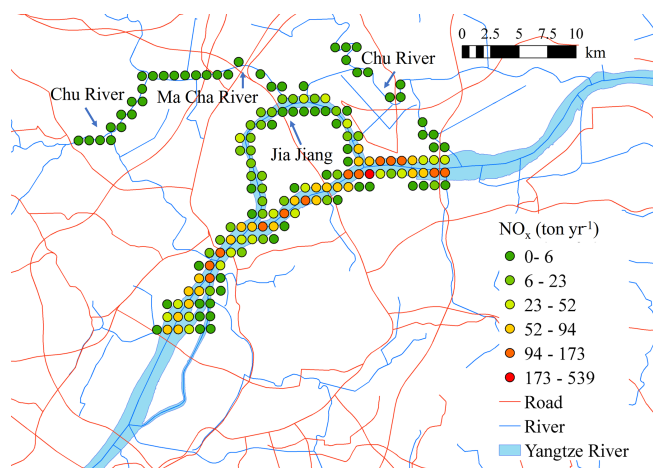 0 2.5 5 7.5 10
km
Chu River
Chu River
Ma Cha River
Jia Jiang
NOx (ton yr-1)
0- 6
6 - 23
23 - 52
52 - 94
94 - 173
173 - 539
Road
River
Yangtze River